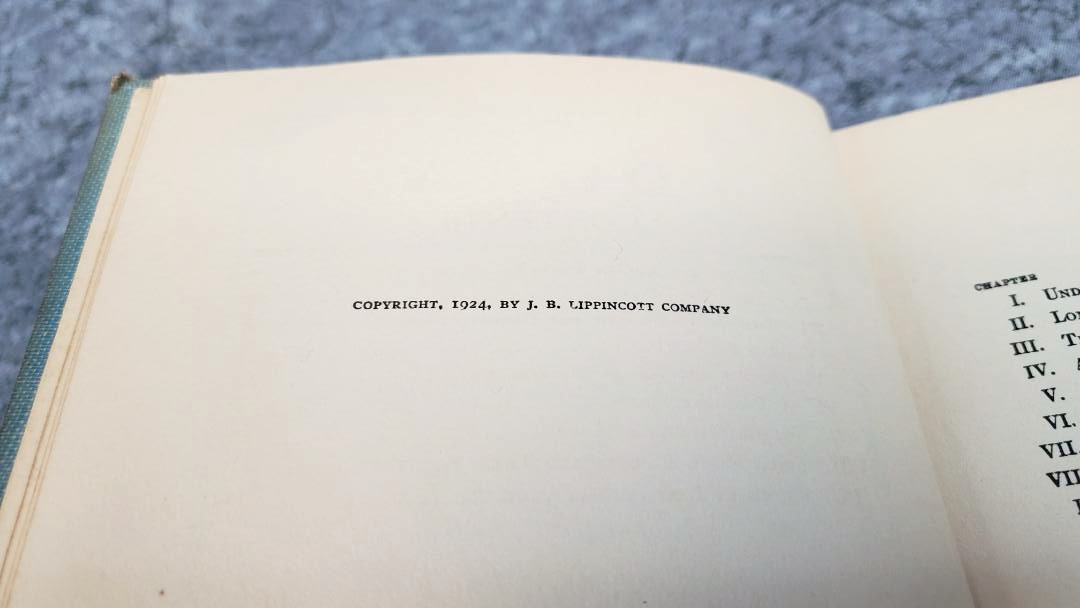 COPYRIGHT, 1924, BY J. B. LIPPINCOTT COMPANY
CHAPTER
I.
II.
III.
IV.
V.
VI.
VII.